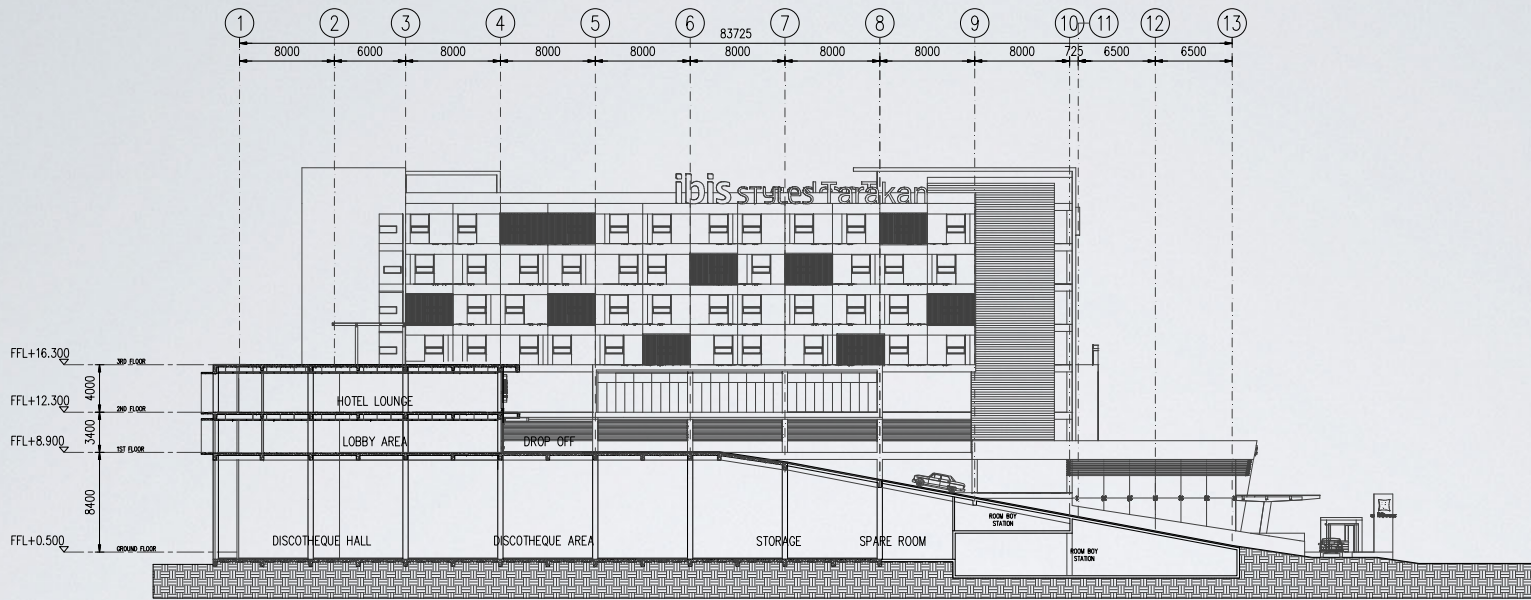 1 2 3 4 5 6 7 8 9 10 11 12 13
83725
8000 6000 8000 8000 8000 8000 8000 8000 8000 725 6500 6500
ibis styles Tarakan
FFL+16.300
3RD FLOOR
4000
HOTEL LOUNGE
FFL+12.300
2ND FLOOR
3400
LOBBY AREA
DROP OFF
FFL+8.900
1ST FLOOR
8400
ROOM BOY
STATION
DISCOTHEQUE HALL
DISCOTHEQUE AREA
STORAGE
SPARE ROOM
FFL+0.500
GROUND FLOOR
ROOM BOY
STATION